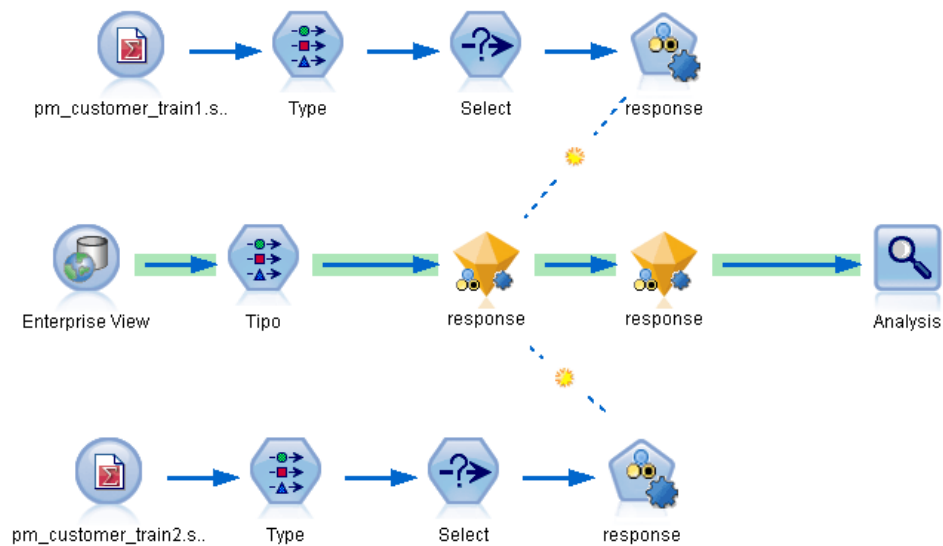 pm_customer_train1.s..
Type
Select
response
Enterprise View
Tipo
response
response
Analysis
pm_customer_train2.s..
Type
Select
response